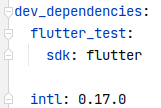 dev_dependencies:
  flutter_test:
    sdk: flutter

  intl: 0.17.0